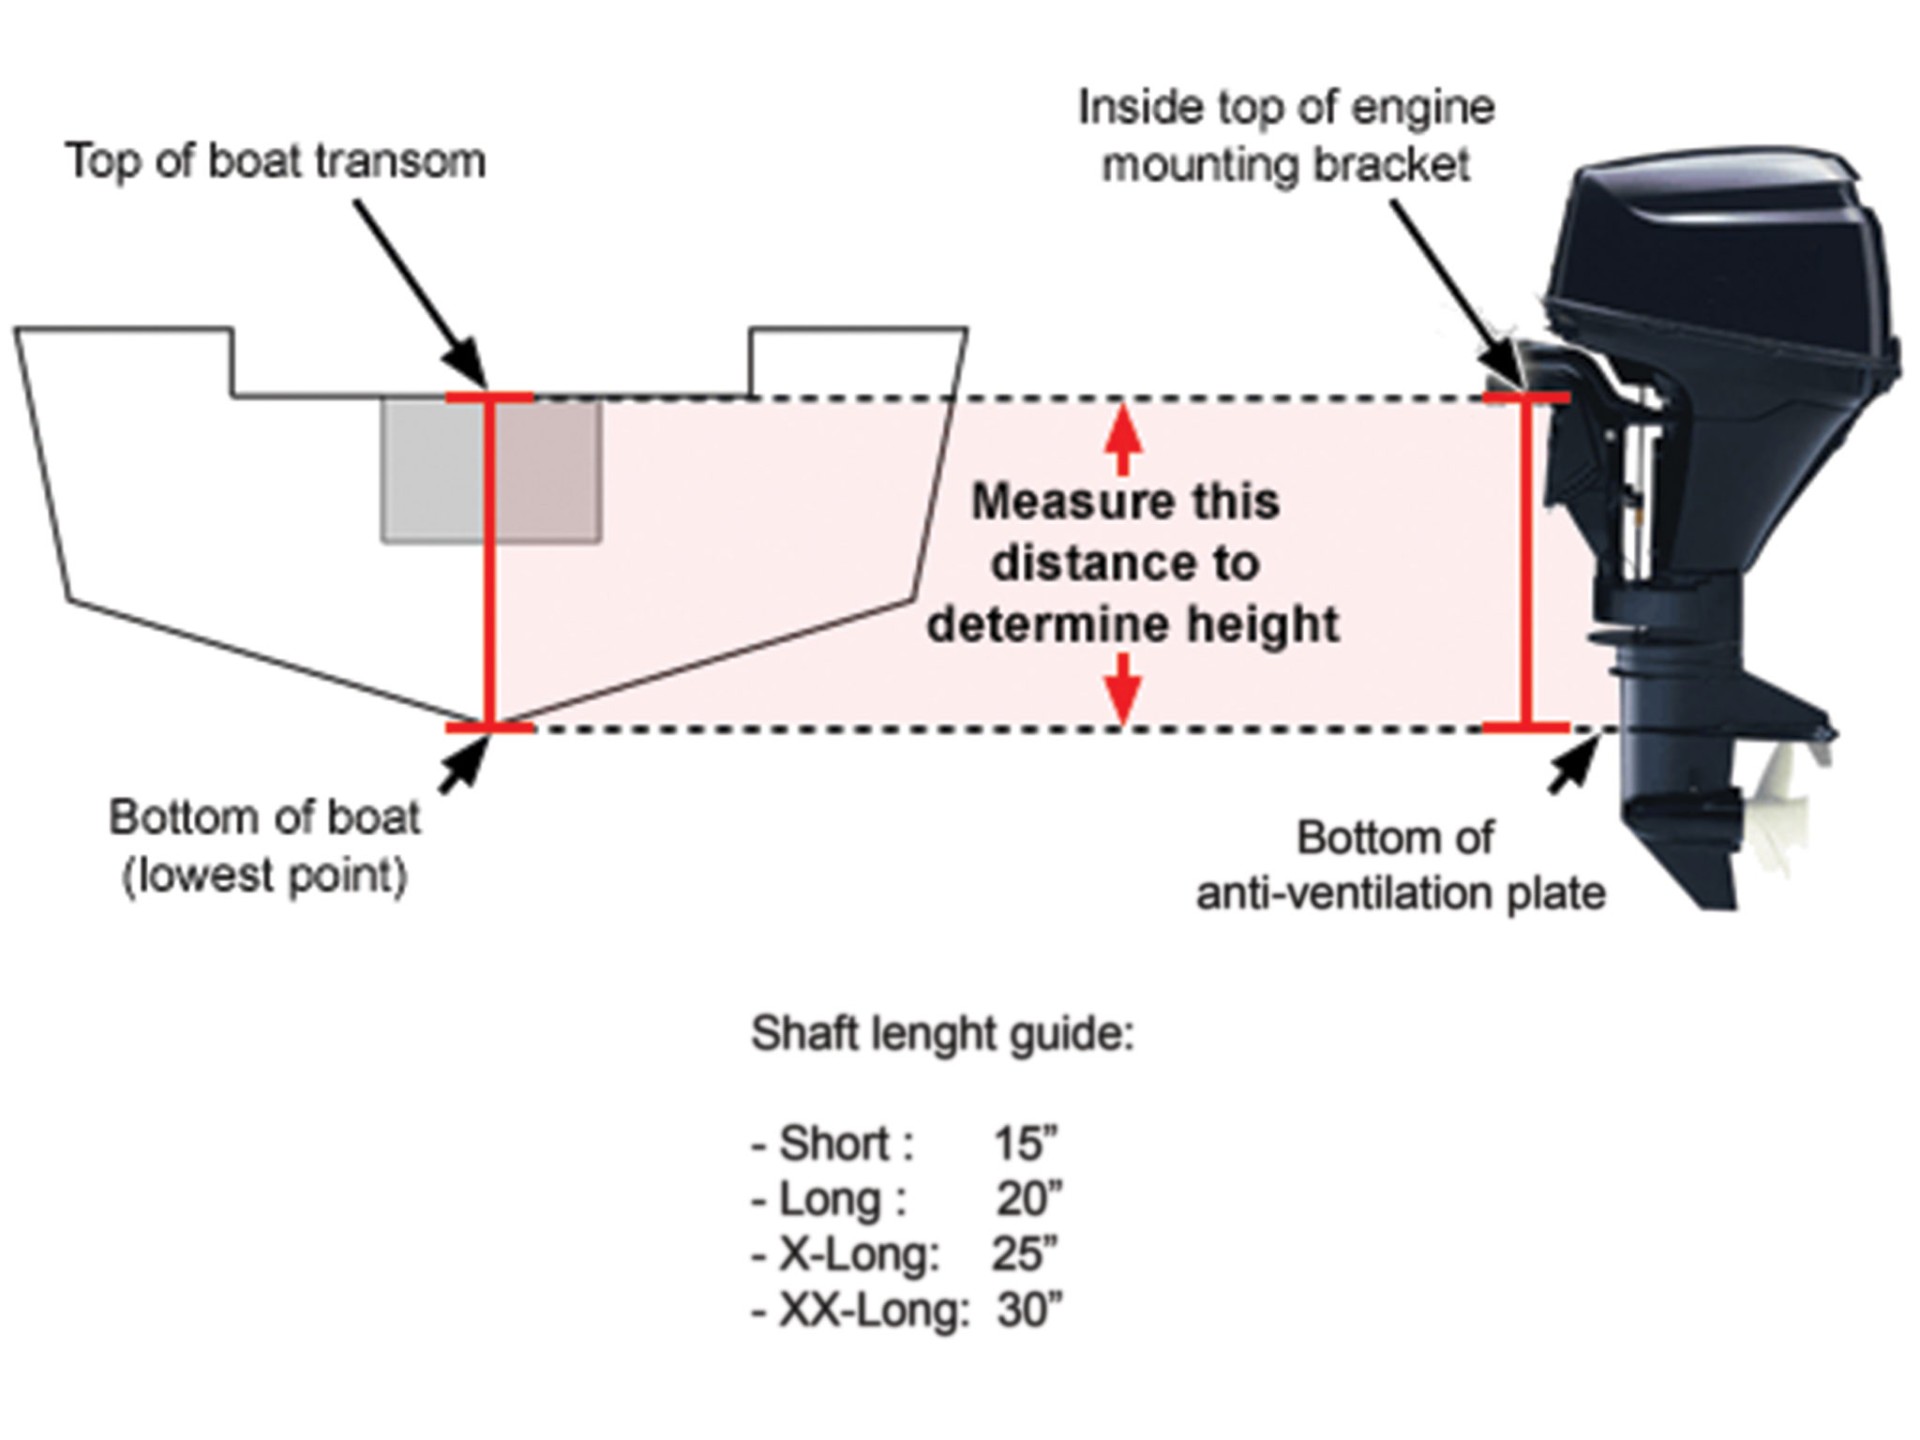 Inside top of engine
mounting bracket
Top of boat transom
Measure this
distance to
determine height
Bottom of boat
(lowest point)
Bottom of
anti-ventilation plate
Shaft lenght guide:
- Short : 15”
- Long : 20”
- X-Long: 25”
- XX-Long: 30”